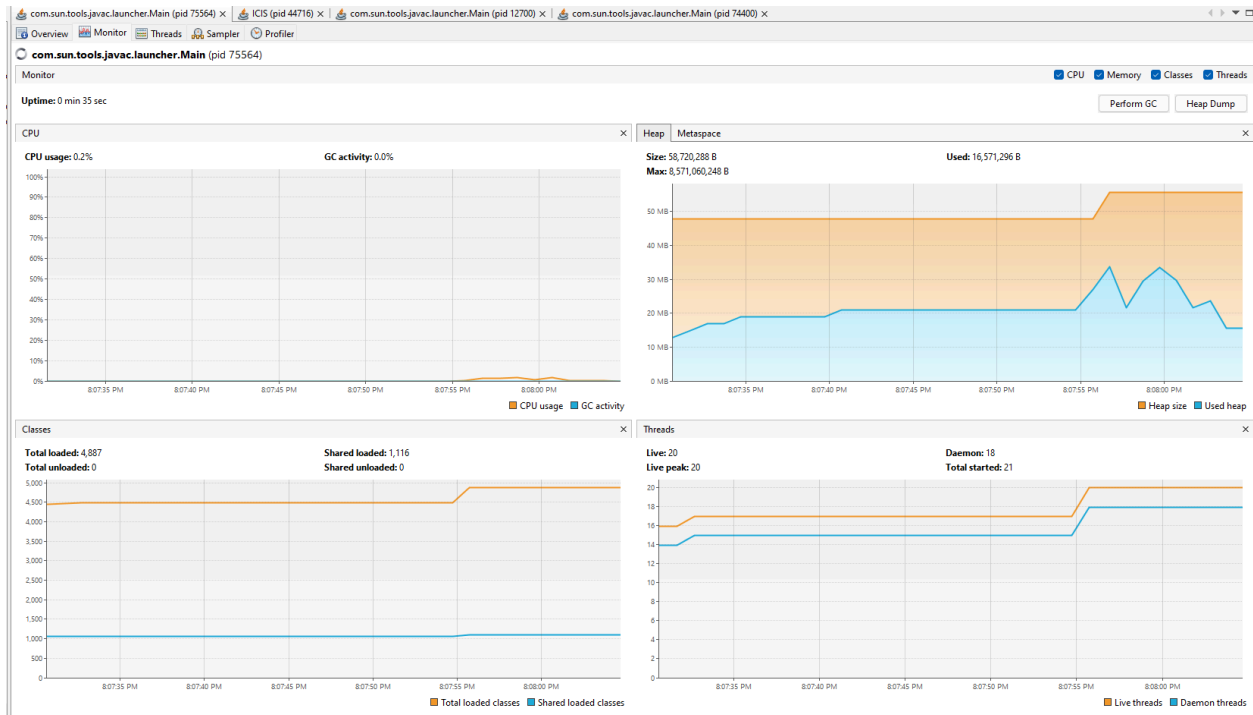 com.sun.tools.javac.launcher.Main (pid 75564) × ICIS (pid 44716) × com.sun.tools.javac.launcher.Main (pid 12700) × com.sun.tools.javac.launcher.Main (pid 74400) ×
Overview Monitor Threads Sampler Profiler
com.sun.tools.javac.launcher.Main (pid 75564)
Monitor CPU Memory Classes Threads
Uptime: 0 min 35 sec
Perform GC Heap Dump
CPU ×
CPU usage: 0.2% GC activity: 0.0%
100%
90%
80%
70%
60%
50%
40%
30%
20%
10%
0%
8:07:35 PM 8:07:40 PM 8:07:45 PM 8:07:50 PM 8:07:55 PM 8:08:00 PM
CPU usage GC activity
Heap Metaspace ×
Size: 58,720,288 B Used: 16,571,296 B
Max: 8,571,060,248 B
50 MB
40 MB
30 MB
20 MB
10 MB
0 MB
8:07:35 PM 8:07:40 PM 8:07:45 PM 8:07:50 PM 8:07:55 PM 8:08:00 PM
Heap size Used heap
Classes ×
Total loaded: 4,887 Shared loaded: 1,116
Total unloaded: 0 Shared unloaded: 0
5,000
4,500
4,000
3,500
3,000
2,500
2,000
1,500
1,000
500
0
8:07:35 PM 8:07:40 PM 8:07:45 PM 8:07:50 PM 8:07:55 PM 8:08:00 PM
Total loaded classes Shared loaded classes
Threads ×
Live: 20 Daemon: 18
Live peak: 20 Total started: 21
20
18
16
14
12
10
8
6
4
2
0
8:07:35 PM 8:07:40 PM 8:07:45 PM 8:07:50 PM 8:07:55 PM 8:08:00 PM
Live threads Daemon threads